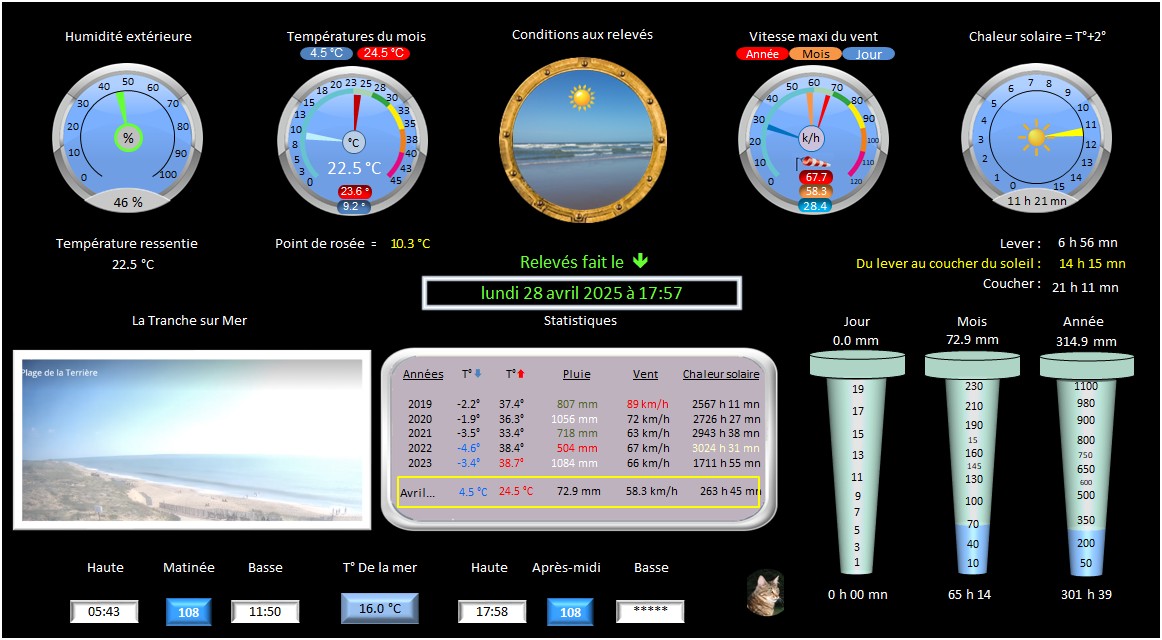 Humidité extérieure
Températures du mois
Conditions aux relevés
Vitesse maxi du vent
Chaleur solaire = T°+2°
4.5 °C 24.5 °C
Année Mois Jour
0 10 20 30 40 50 60 70 80 90 100
%
46 %
0 3 5 8 10 13 15 18 20 23 25 28 30 33 35 38 40 43 45
°C
22.5 °C
23.6 °
9.2 °
0 10 20 30 40 50 60 70 80 90 100 110 120
k/h
67.7
58.3
28.4
0 1 2 3 4 5 6 7 8 9 10 11 12 13 14 15
11 h 21 mn
Température ressentie
22.5 °C
Point de rosée = 10.3 °C
Lever : 6 h 56 mn
Du lever au coucher du soleil : 14 h 15 mn
Coucher : 21 h 11 mn
Relevés fait le
lundi 28 avril 2025 à 17:57
La Tranche sur Mer
Statistiques
Plage de la Terrière
Années T° T° Pluie Vent Chaleur solaire
2019 -2.2° 37.4° 807 mm 89 km/h 2567 h 11 mn
2020 -1.9° 36.3° 1056 mm 72 km/h 2726 h 27 mn
2021 -3.5° 33.4° 718 mm 63 km/h 2943 h 38 mn
2022 -4.6° 38.4° 504 mm 67 km/h 3024 h 31 mn
2023 -3.4° 38.7° 1084 mm 66 km/h 1711 h 55 mn
Avril... 4.5 °C 24.5 °C 72.9 mm 58.3 km/h 263 h 45 mn
Jour Mois Année
0.0 mm 72.9 mm 314.9 mm
19
17
15
13
11
9
7
5
3
1
230
210
190
15
160
145
130
100
70
40
10
1100
980
900
800
750
650
600
500
350
200
50
0 h 00 mn 65 h 14 301 h 39
Haute Matinée Basse T° De la mer Haute Après-midi Basse
05:43 108 11:50 16.0 °C 17:58 108 *****